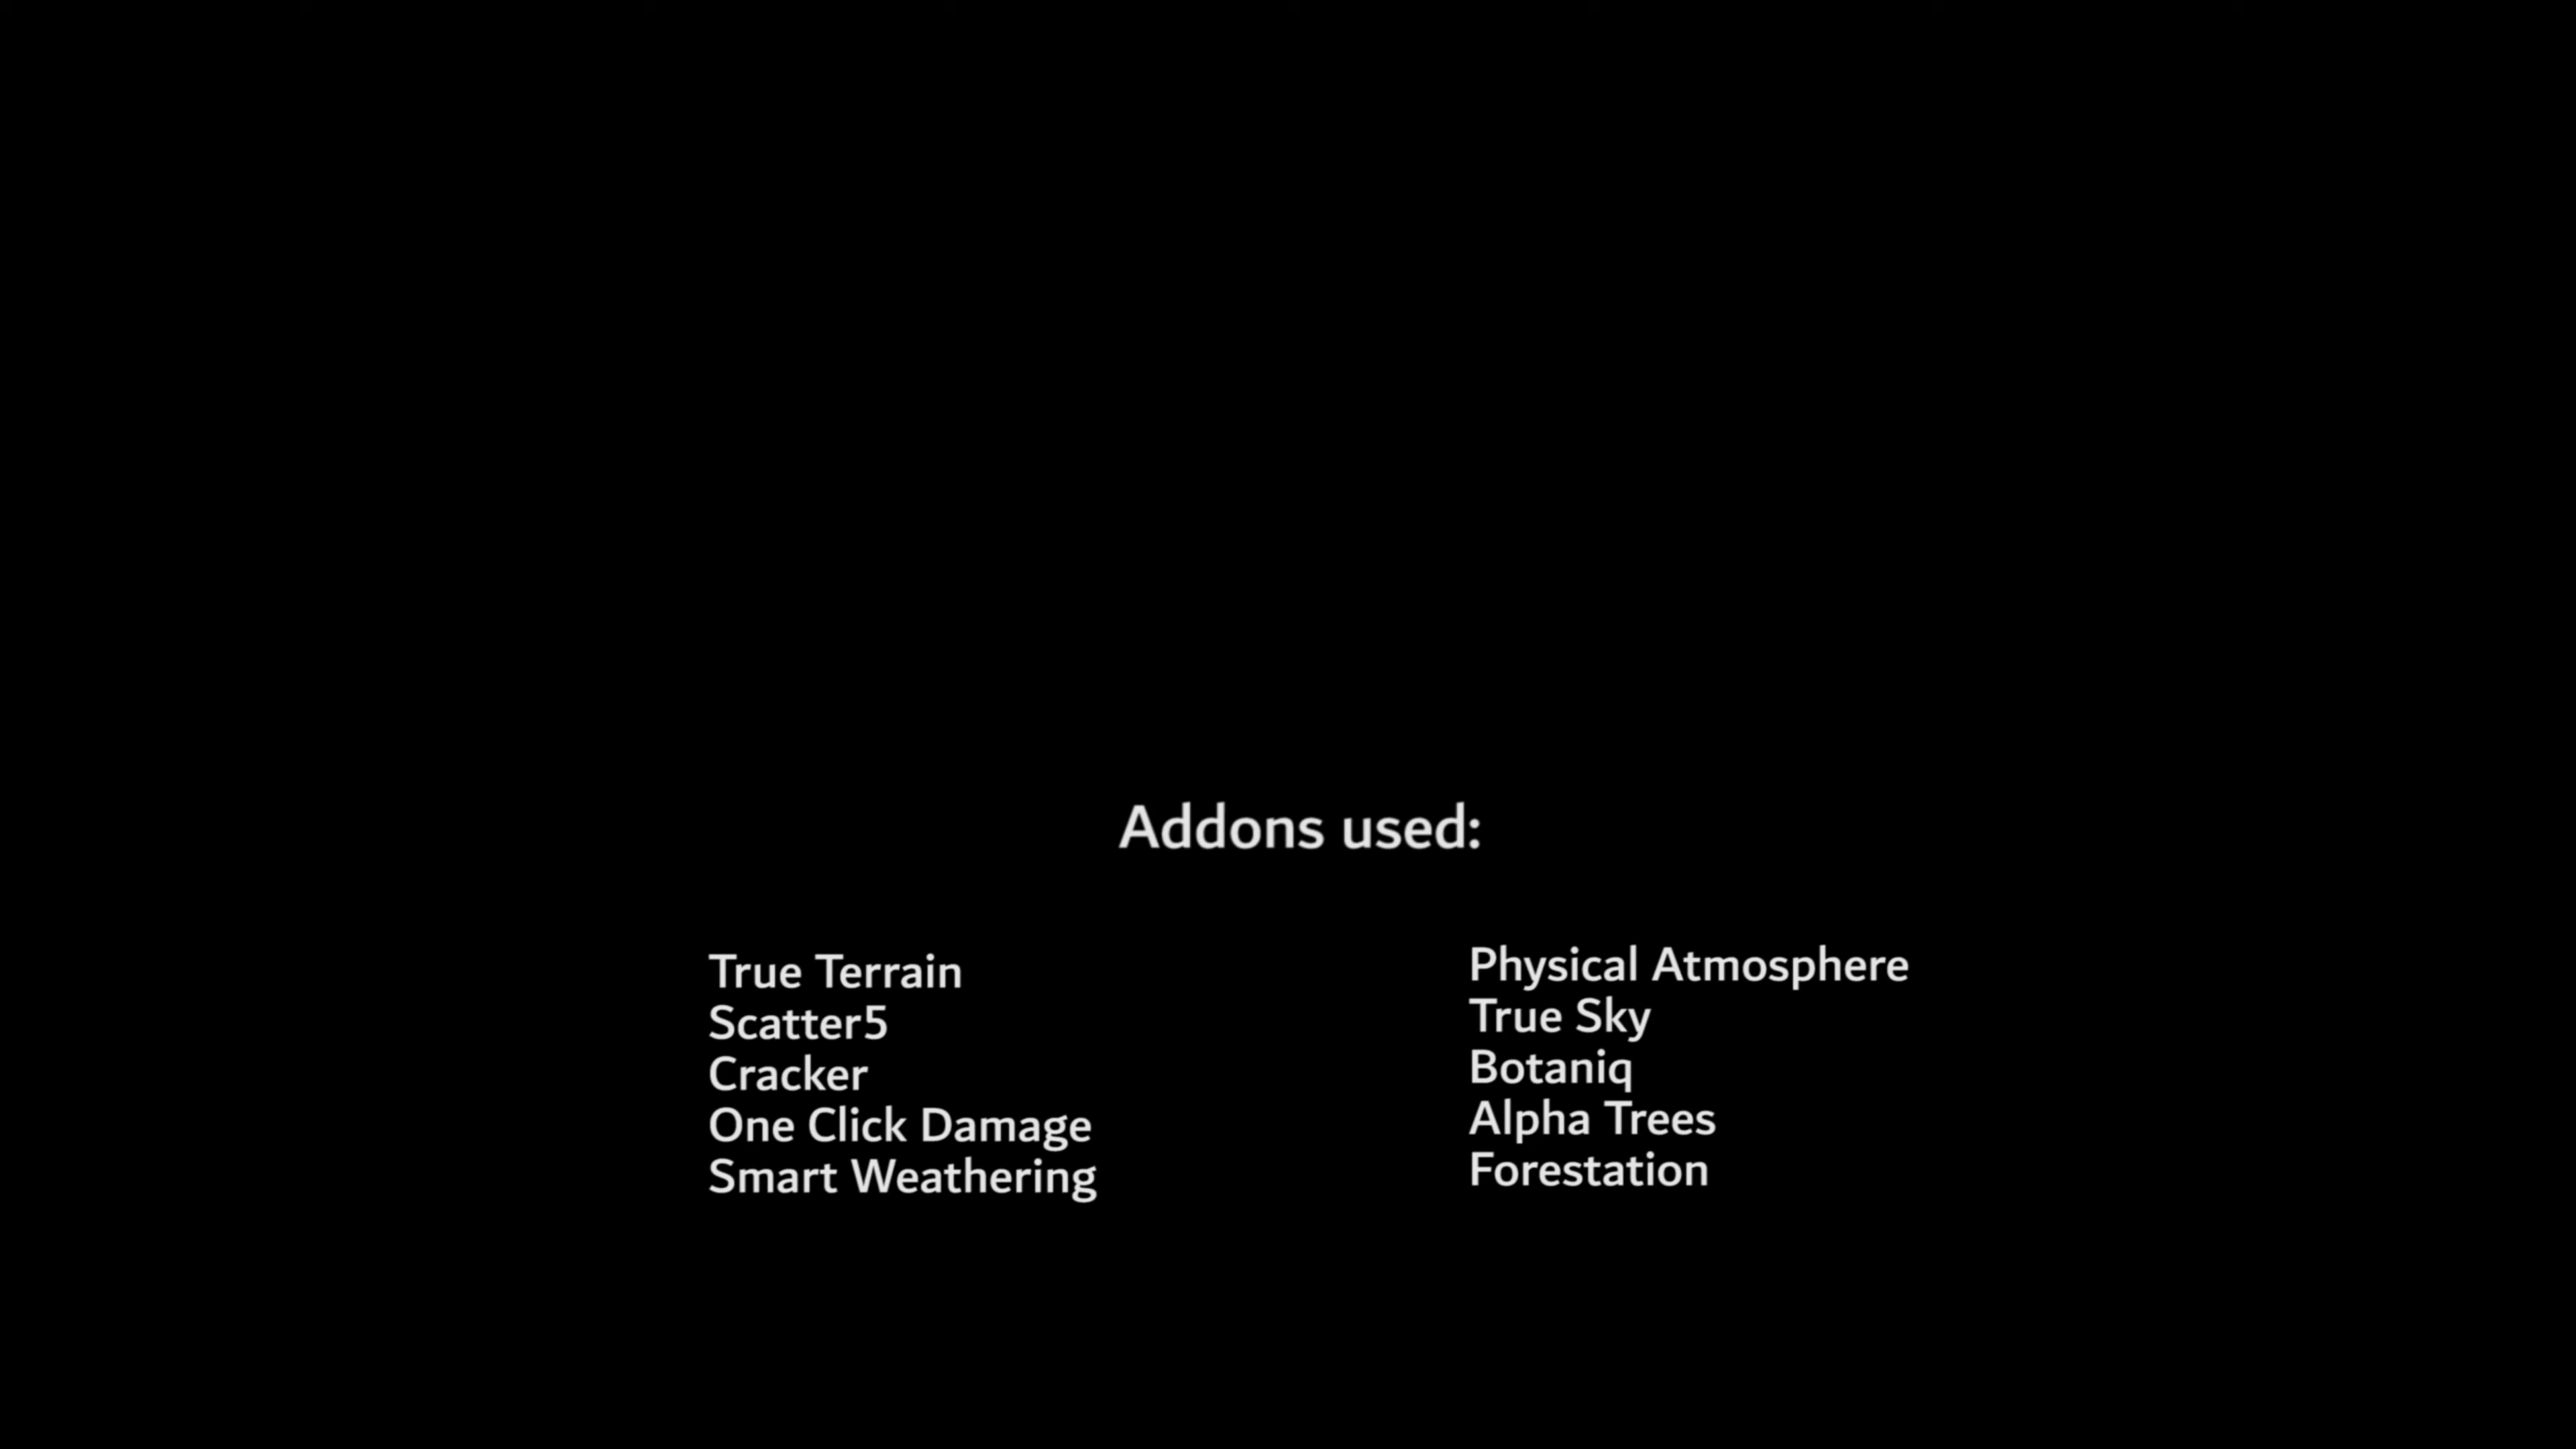 Addons used:
True Terrain
Scatter5
Cracker
One Click Damage
Smart Weathering
Physical Atmosphere
True Sky
Botaniq
Alpha Trees
Forestation